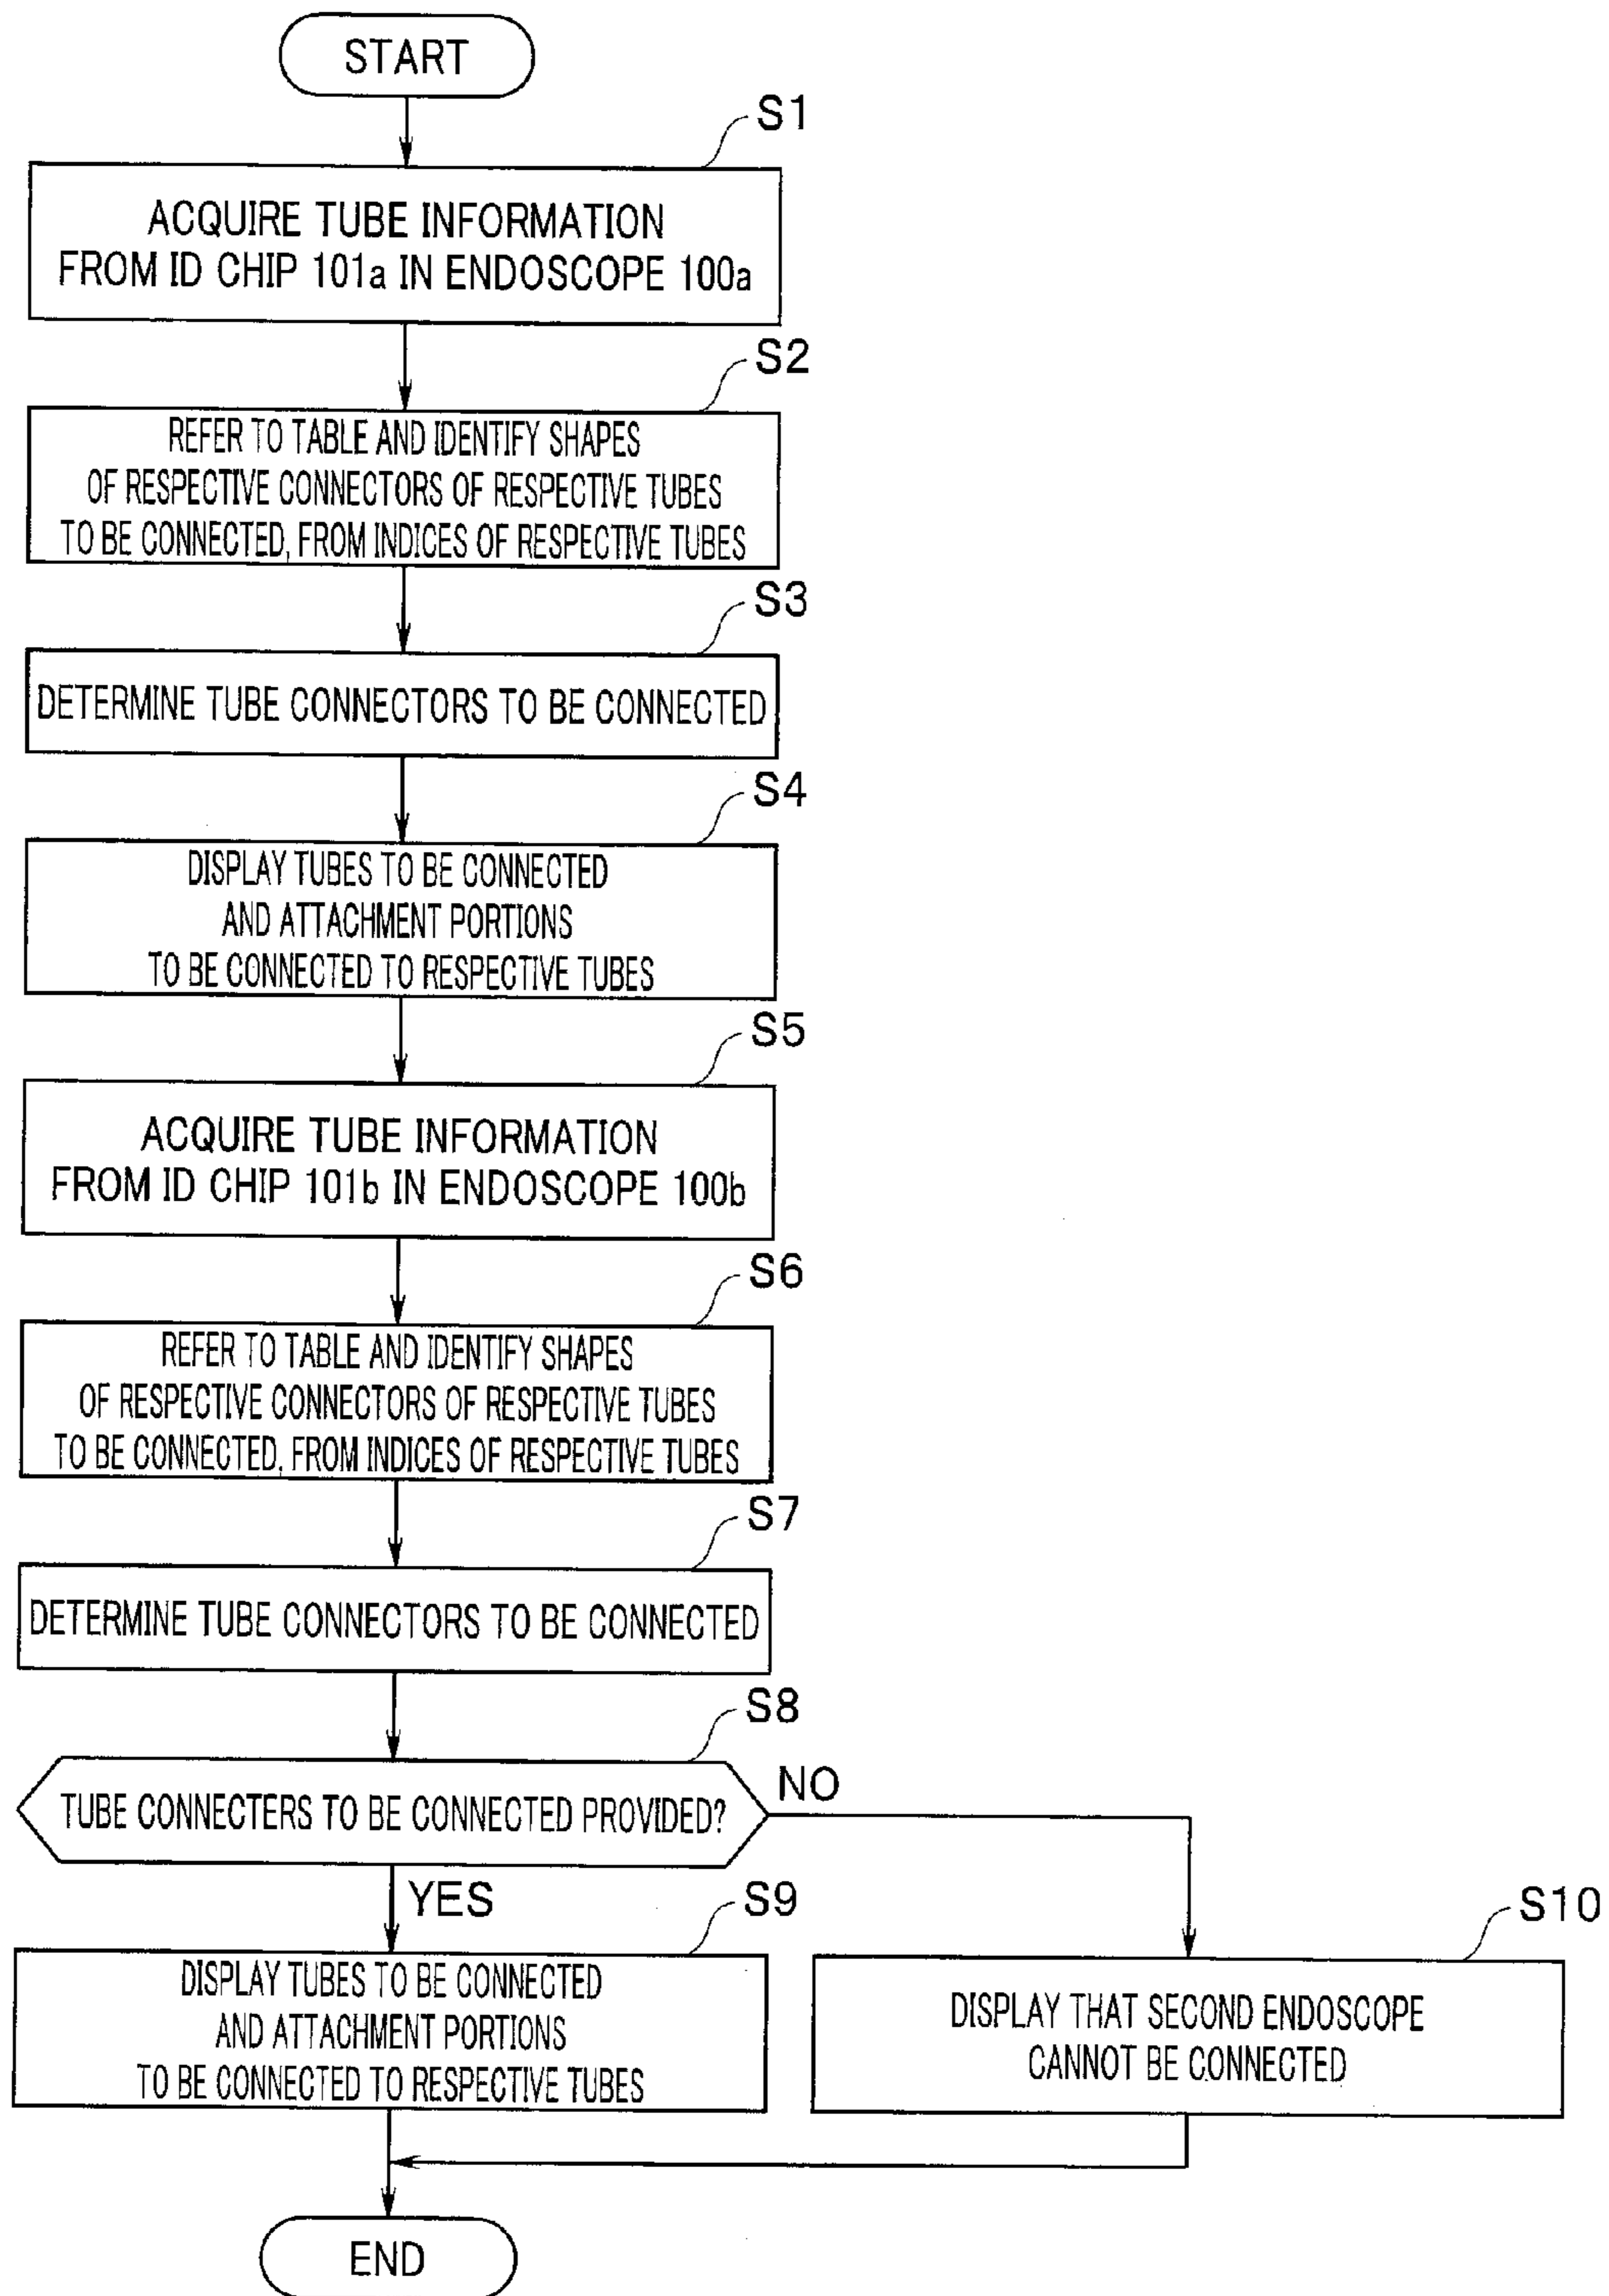 START
S1
ACQUIRE TUBE INFORMATION
FROM ID CHIP 101a IN ENDOSCOPE 100a
S2
REFER TO TABLE AND IDENTIFY SHAPES
OF RESPECTIVE CONNECTORS OF RESPECTIVE TUBES
TO BE CONNECTED, FROM INDICES OF RESPECTIVE TUBES
S3
DETERMINE TUBE CONNECTORS TO BE CONNECTED
S4
DISPLAY TUBES TO BE CONNECTED
AND ATTACHMENT PORTIONS
TO BE CONNECTED TO RESPECTIVE TUBES
S5
ACQUIRE TUBE INFORMATION
FROM ID CHIP 101b IN ENDOSCOPE 100b
S6
REFER TO TABLE AND IDENTIFY SHAPES
OF RESPECTIVE CONNECTORS OF RESPECTIVE TUBES
TO BE CONNECTED, FROM INDICES OF RESPECTIVE TUBES
S7
DETERMINE TUBE CONNECTORS TO BE CONNECTED
S8
TUBE CONNECTERS TO BE CONNECTED PROVIDED?
NO
YES
S9
DISPLAY TUBES TO BE CONNECTED
AND ATTACHMENT PORTIONS
TO BE CONNECTED TO RESPECTIVE TUBES
S10
DISPLAY THAT SECOND ENDOSCOPE
CANNOT BE CONNECTED
END